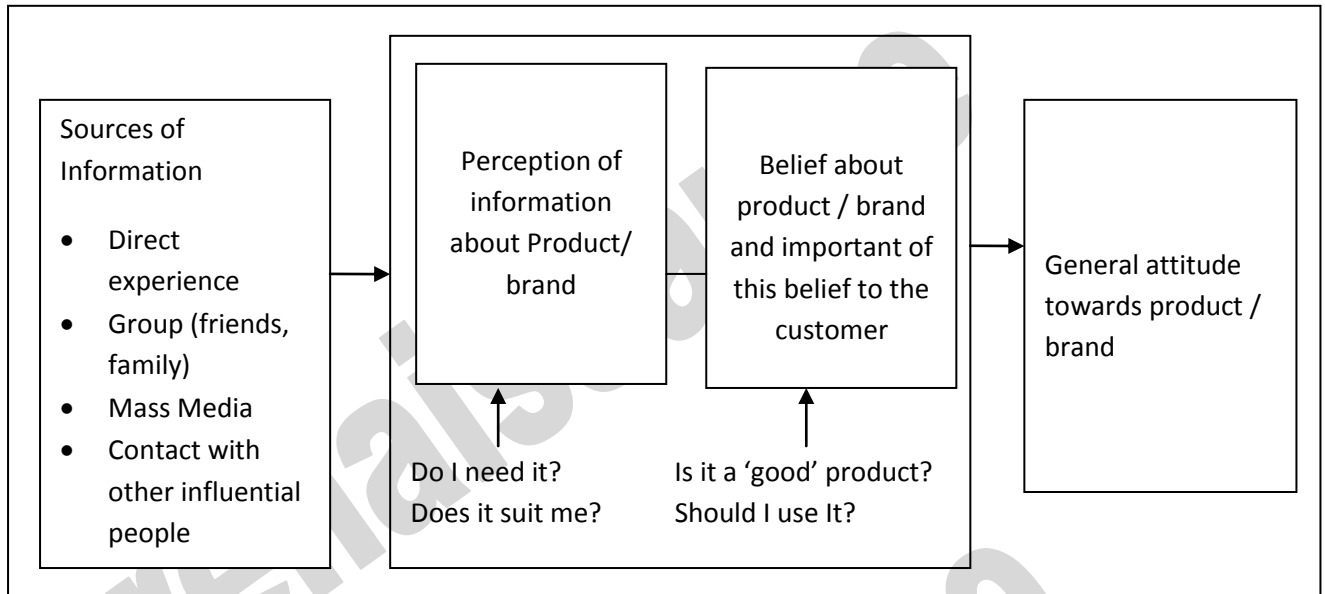 Sources of
Information
• Direct
experience
• Group (friends,
family)
• Mass Media
• Contact with
other influential
people
Perception of
information
about Product/
brand
Do I need it?
Does it suit me?
Belief about
product / brand
and important of
this belief to the
customer
Is it a ‘good’ product?
Should I use It?
General attitude
towards product /
brand